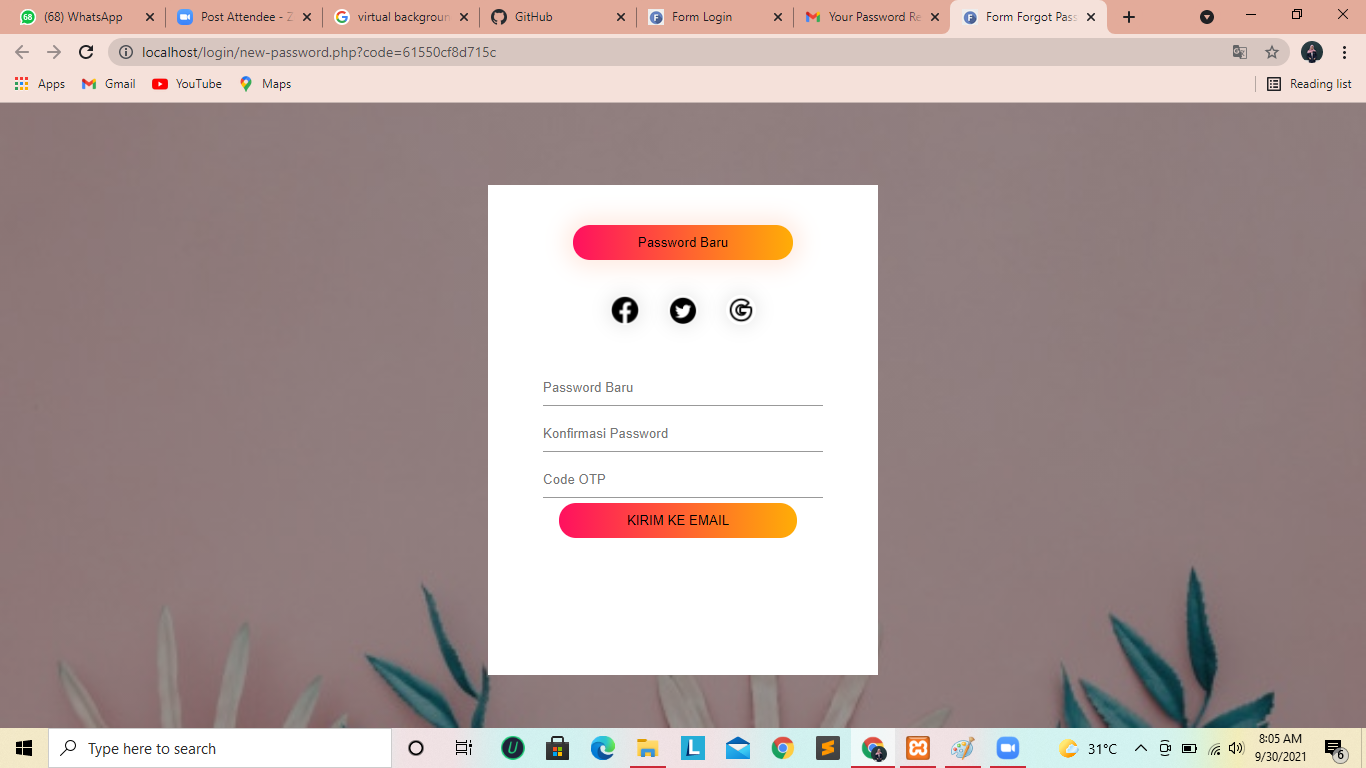 (68) WhatsApp
Post Attendee - Z
virtual backgroun
GitHub
Form Login
Your Password Re
Form Forgot Pass
localhost/login/new-password.php?code=61550cf8d715c
Apps
Gmail
YouTube
Maps
Reading list
Password Baru
Password Baru
Konfirmasi Password
Code OTP
KIRIM KE EMAIL
Type here to search
31°C
8:05 AM
9/30/2021
6